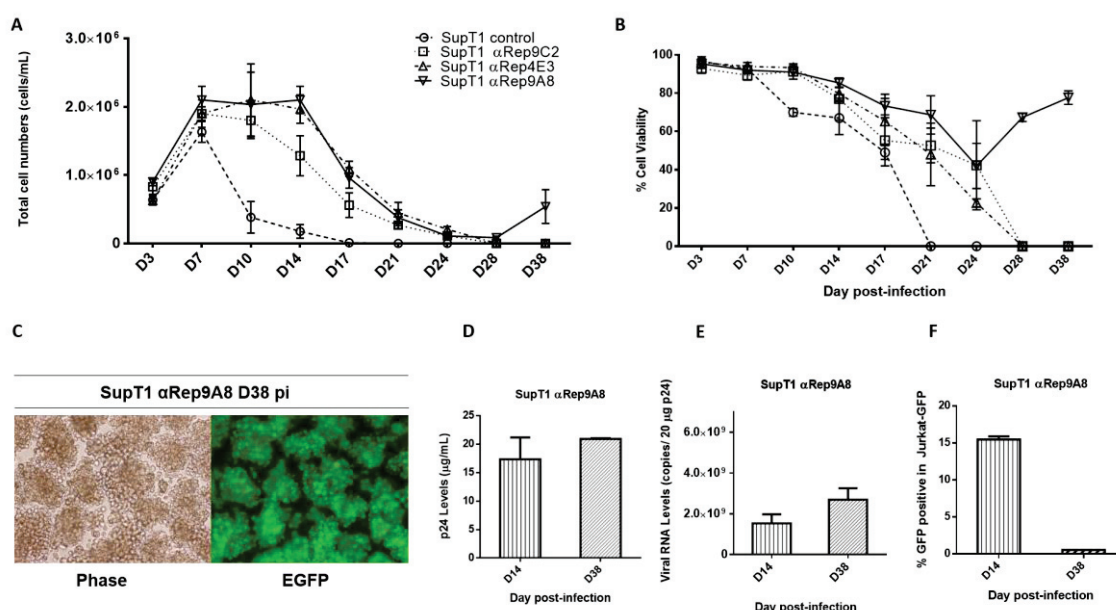 A
Total cell numbers (cells/mL)
3.0×10⁶
2.0×10⁶
1.0×10⁶
0
D3 D7 D10 D14 D17 D21 D24 D28 D38
SupT1 control
SupT1 αRep9C2
SupT1 αRep4E3
SupT1 αRep9A8
B
% Cell Viability
100
80
60
40
20
0
D3 D7 D10 D14 D17 D21 D24 D28 D38
Day post-infection
C
SupT1 αRep9A8 D38 pi
Phase EGFP
D
SupT1 αRep9A8
p24 Levels (µg/mL)
25
20
15
10
5
0
D14 D38
Day post-infection
E
SupT1 αRep9A8
Viral RNA Levels (copies/ 20 µg p24)
6.0×10⁹
4.0×10⁹
2.0×10⁹
0
D14 D38
Day post-infection
F
SupT1 αRep9A8
% GFP positive in Jurkat-GFP
20
15
10
5
0
D14 D38
Day post-infection